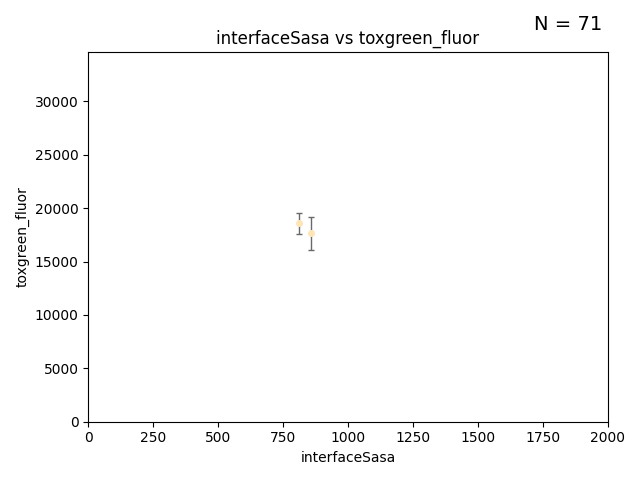 N = 71
interfaceSasa vs toxgreen_fluor
30000
25000
20000
15000
10000
5000
0
toxgreen_fluor
0 250 500 750 1000 1250 1500 1750 2000
interfaceSasa